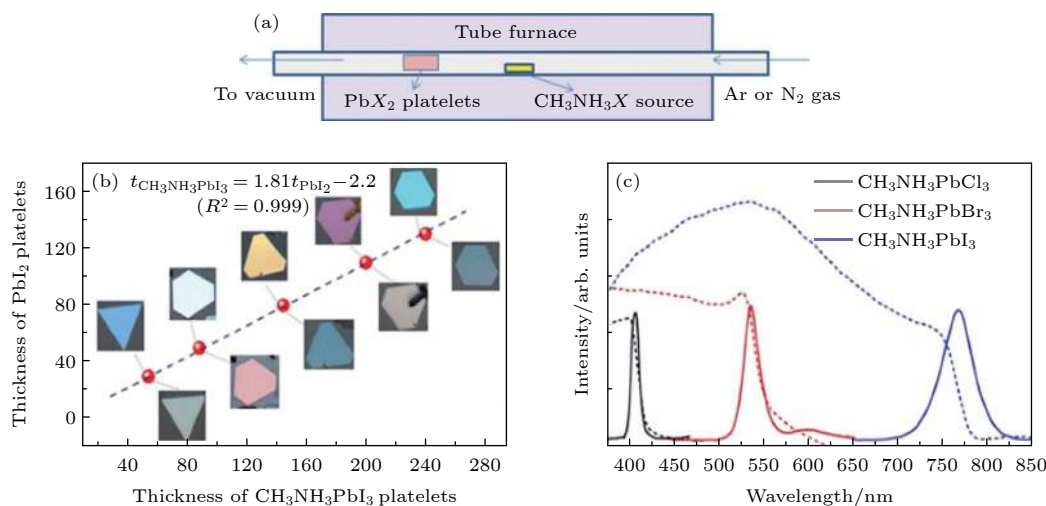 (a)
Tube furnace
To vacuum
PbX₂ platelets
CH₃NH₃X source
Ar or N₂ gas
(b)
t_CH₃NH₃PbI₃ = 1.81t_PbI₂ − 2.2
(R² = 0.999)
Thickness of PbI₂ platelets
160
120
80
40
0
40
80
120
160
200
240
280
Thickness of CH₃NH₃PbI₃ platelets
(c)
CH₃NH₃PbCl₃
CH₃NH₃PbBr₃
CH₃NH₃PbI₃
Intensity/arb. units
400
450
500
550
600
650
700
750
800
850
Wavelength/nm